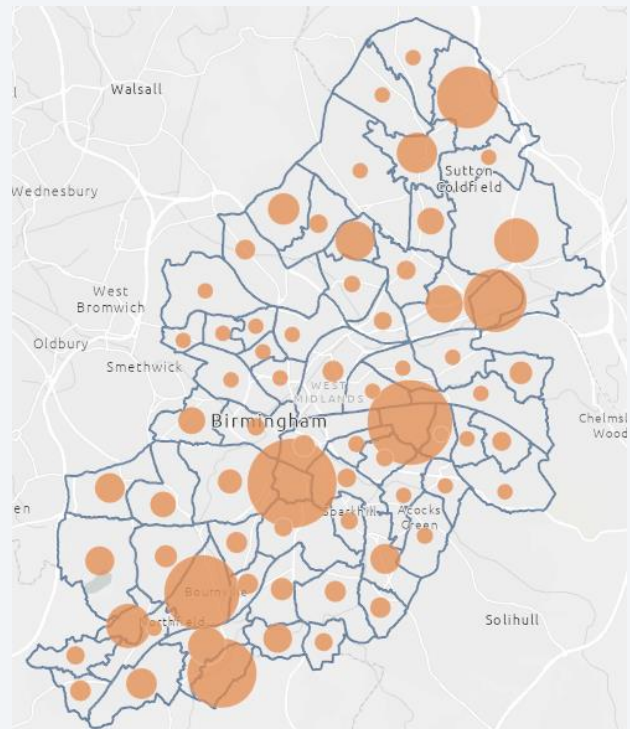 Walsall
Wednesbury
Sutton
Coldfield
West
Bromwich
Oldbury
Smethwick
WEST
MIDLANDS
Birmingham
Chelmsl
Wood
en
Sparkhill
Acocks
Green
Bournville
Northfield
Solihull